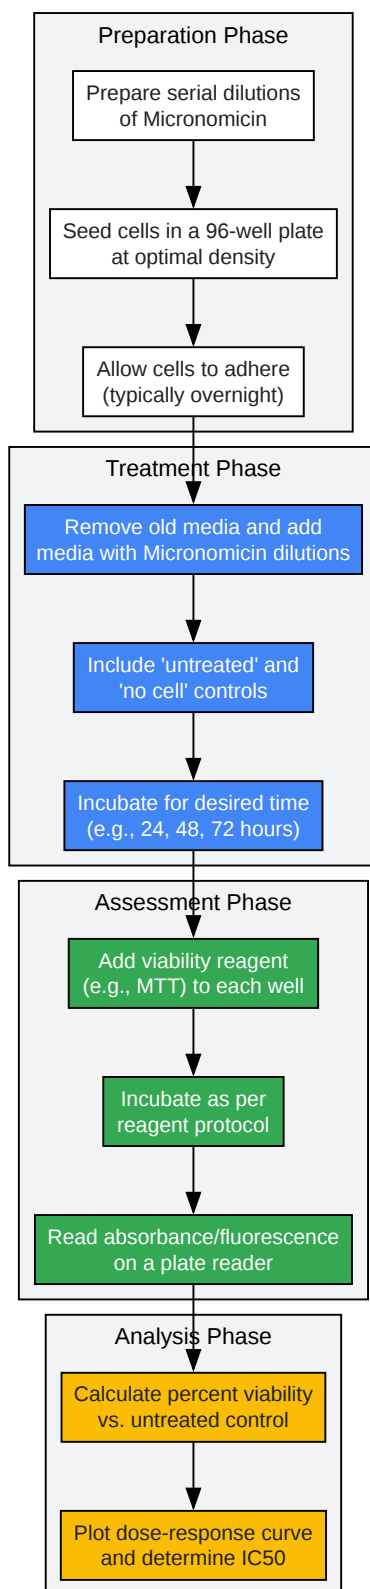 Preparation Phase
Prepare serial dilutions
of Micronomicin
Seed cells in a 96-well plate
at optimal density
Allow cells to adhere
(typically overnight)
Treatment Phase
Remove old media and add
media with Micronomicin dilutions
Include 'untreated' and
'no cell' controls
Incubate for desired time
(e.g., 24, 48, 72 hours)
Assessment Phase
Add viability reagent
(e.g., MTT) to each well
Incubate as per
reagent protocol
Read absorbance/fluorescence
on a plate reader
Analysis Phase
Calculate percent viability
vs. untreated control
Plot dose-response curve
and determine IC50